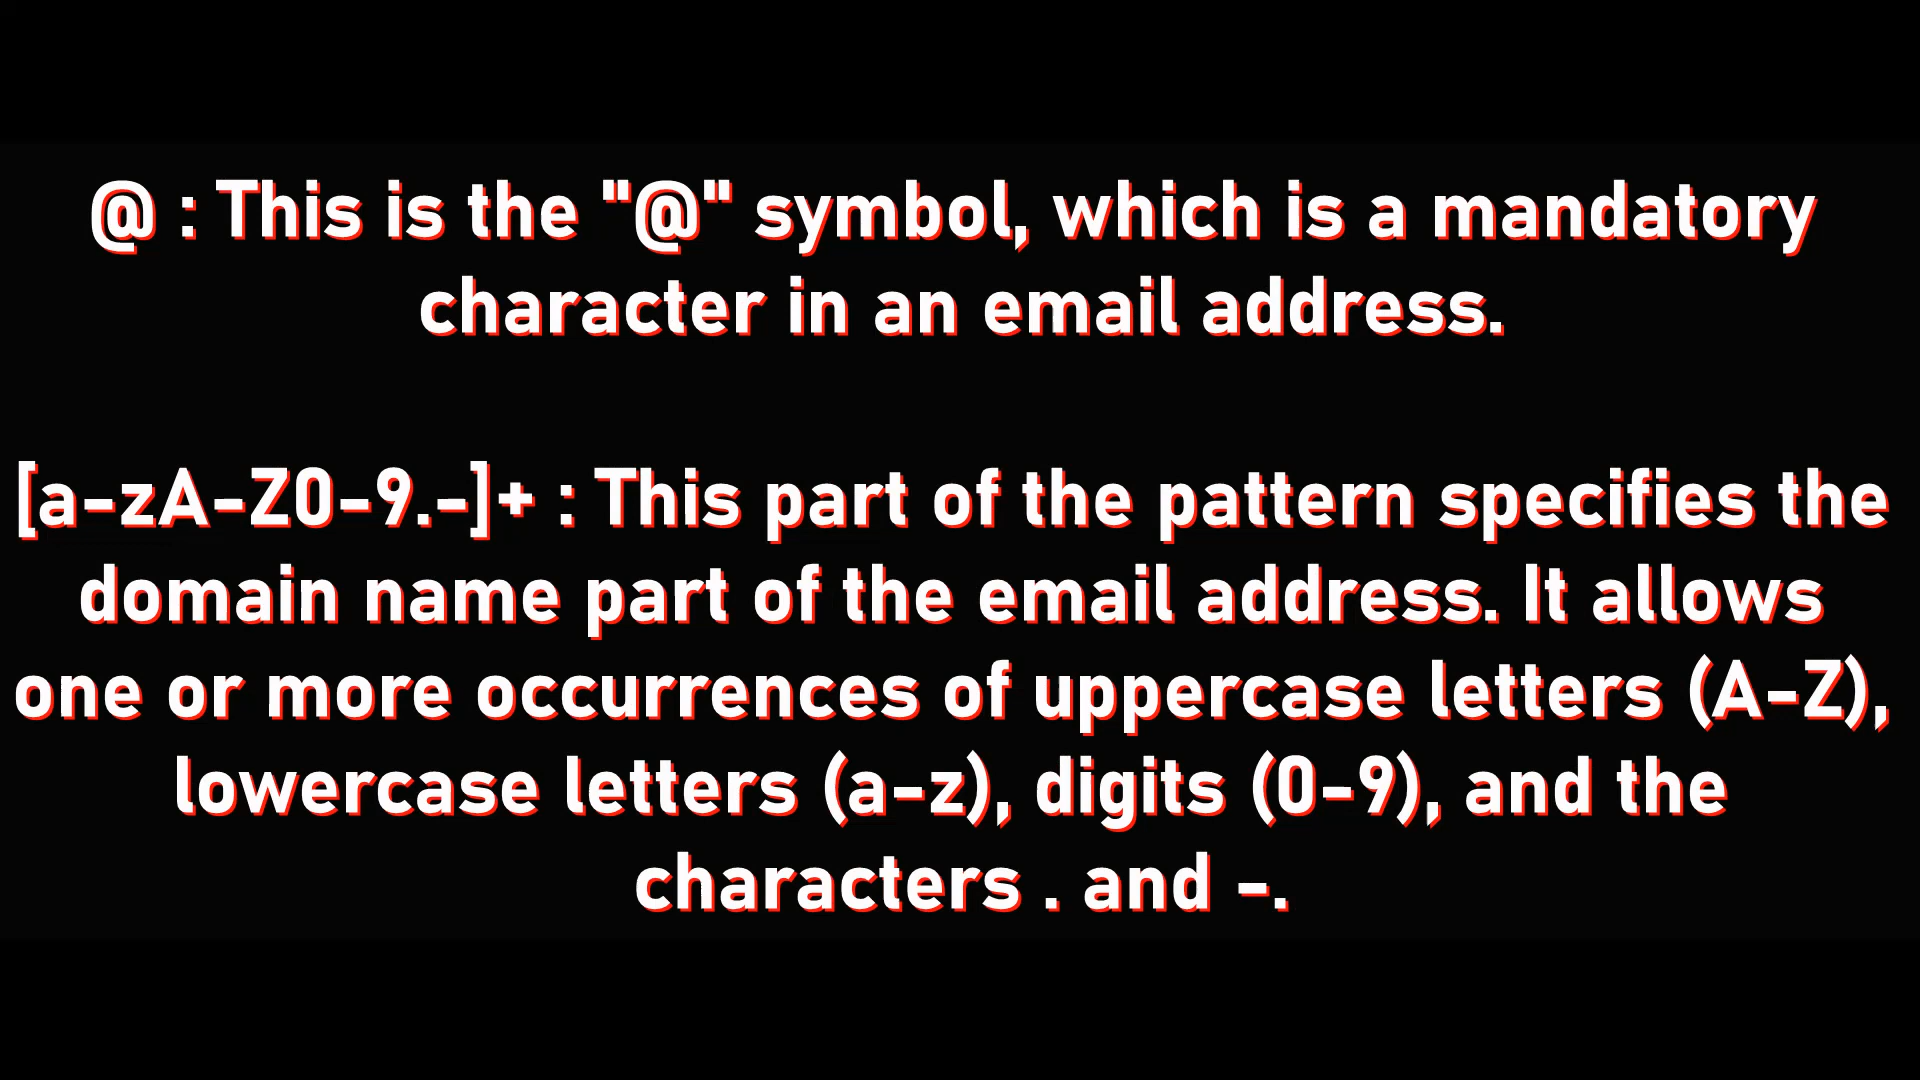 @ : This is the "@" symbol, which is a mandatory
character in an email address.
[a-zA-Z0-9.-]+ : This part of the pattern specifies the
domain name part of the email address. It allows
one or more occurrences of uppercase letters (A-Z),
lowercase letters (a-z), digits (0-9), and the
characters . and -.